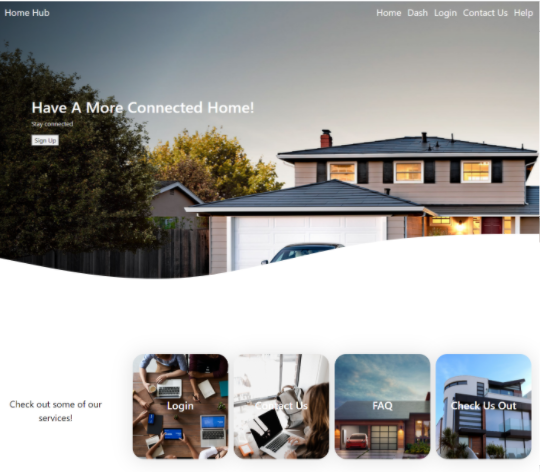 Home Hub
Home Dash Login Contact Us Help
Have A More Connected Home!
Stay connected
Sign Up
Check out some of our
services!
Login
Contact Us
FAQ
Check Us Out